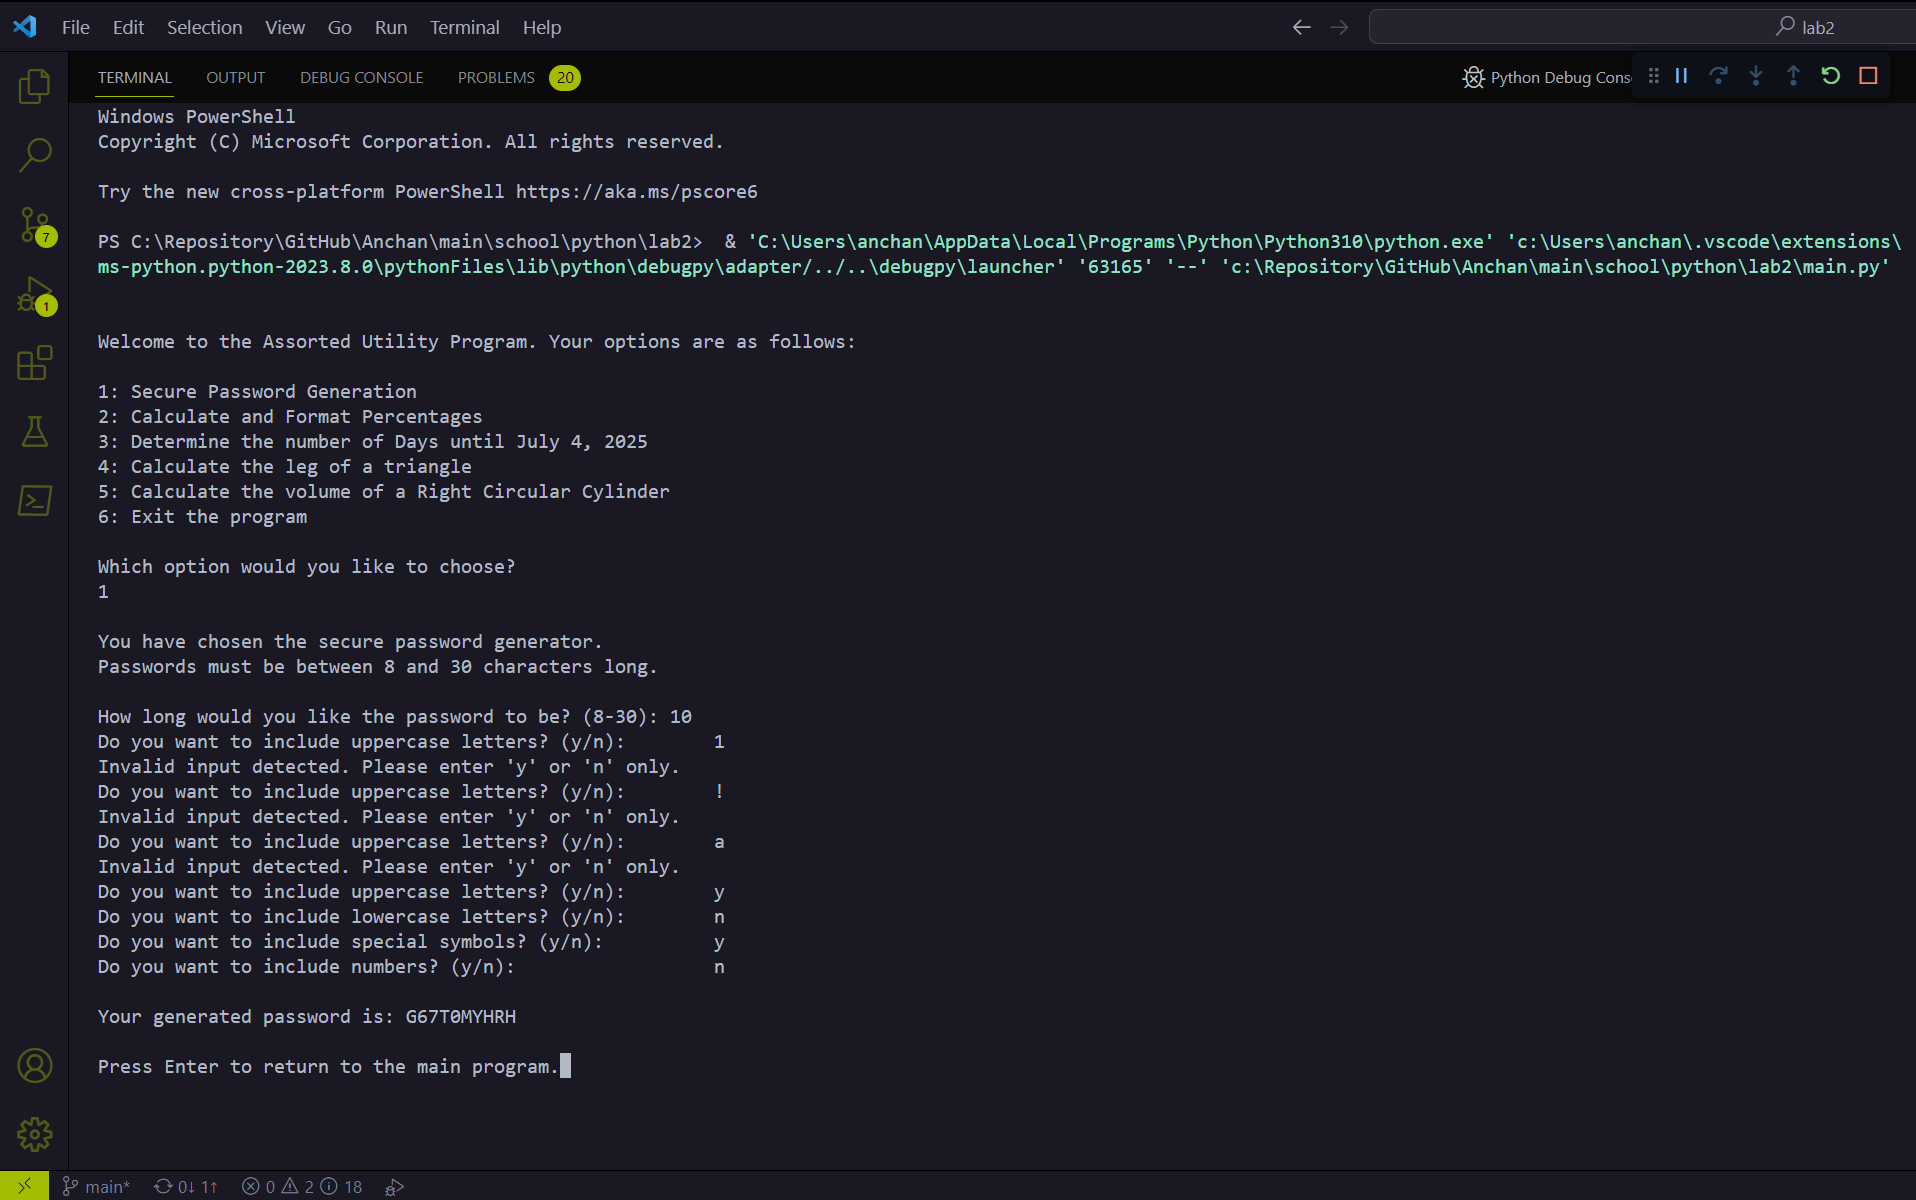 File Edit Selection View Go Run Terminal Help lab2
TERMINAL OUTPUT DEBUG CONSOLE PROBLEMS 20 Python Debug Cons
Windows PowerShell
Copyright (C) Microsoft Corporation. All rights reserved.
Try the new cross-platform PowerShell https://aka.ms/pscore6
PS C:\Repository\GitHub\Anchan\main\school\python\lab2>  & 'C:\Users\anchan\AppData\Local\Programs\Python\Python310\python.exe' 'c:\Users\anchan\.vscode\extensions\
ms-python.python-2023.8.0\pythonFiles\lib\python\debugpy\adapter/../..\debugpy\launcher' '63165' '--' 'c:\Repository\GitHub\Anchan\main\school\python\lab2\main.py'
7
1
Welcome to the Assorted Utility Program. Your options are as follows:
1: Secure Password Generation
2: Calculate and Format Percentages
3: Determine the number of Days until July 4, 2025
4: Calculate the leg of a triangle
5: Calculate the volume of a Right Circular Cylinder
6: Exit the program
Which option would you like to choose?
1
You have chosen the secure password generator.
Passwords must be between 8 and 30 characters long.
How long would you like the password to be? (8-30): 10
Do you want to include uppercase letters? (y/n): 1
Invalid input detected. Please enter 'y' or 'n' only.
Do you want to include uppercase letters? (y/n): !
Invalid input detected. Please enter 'y' or 'n' only.
Do you want to include uppercase letters? (y/n): a
Invalid input detected. Please enter 'y' or 'n' only.
Do you want to include uppercase letters? (y/n): y
Do you want to include lowercase letters? (y/n): n
Do you want to include special symbols? (y/n): y
Do you want to include numbers? (y/n): n
Your generated password is: G67T0MYHRH
Press Enter to return to the main program.
main* 0↓ 1↑ 0 2 18